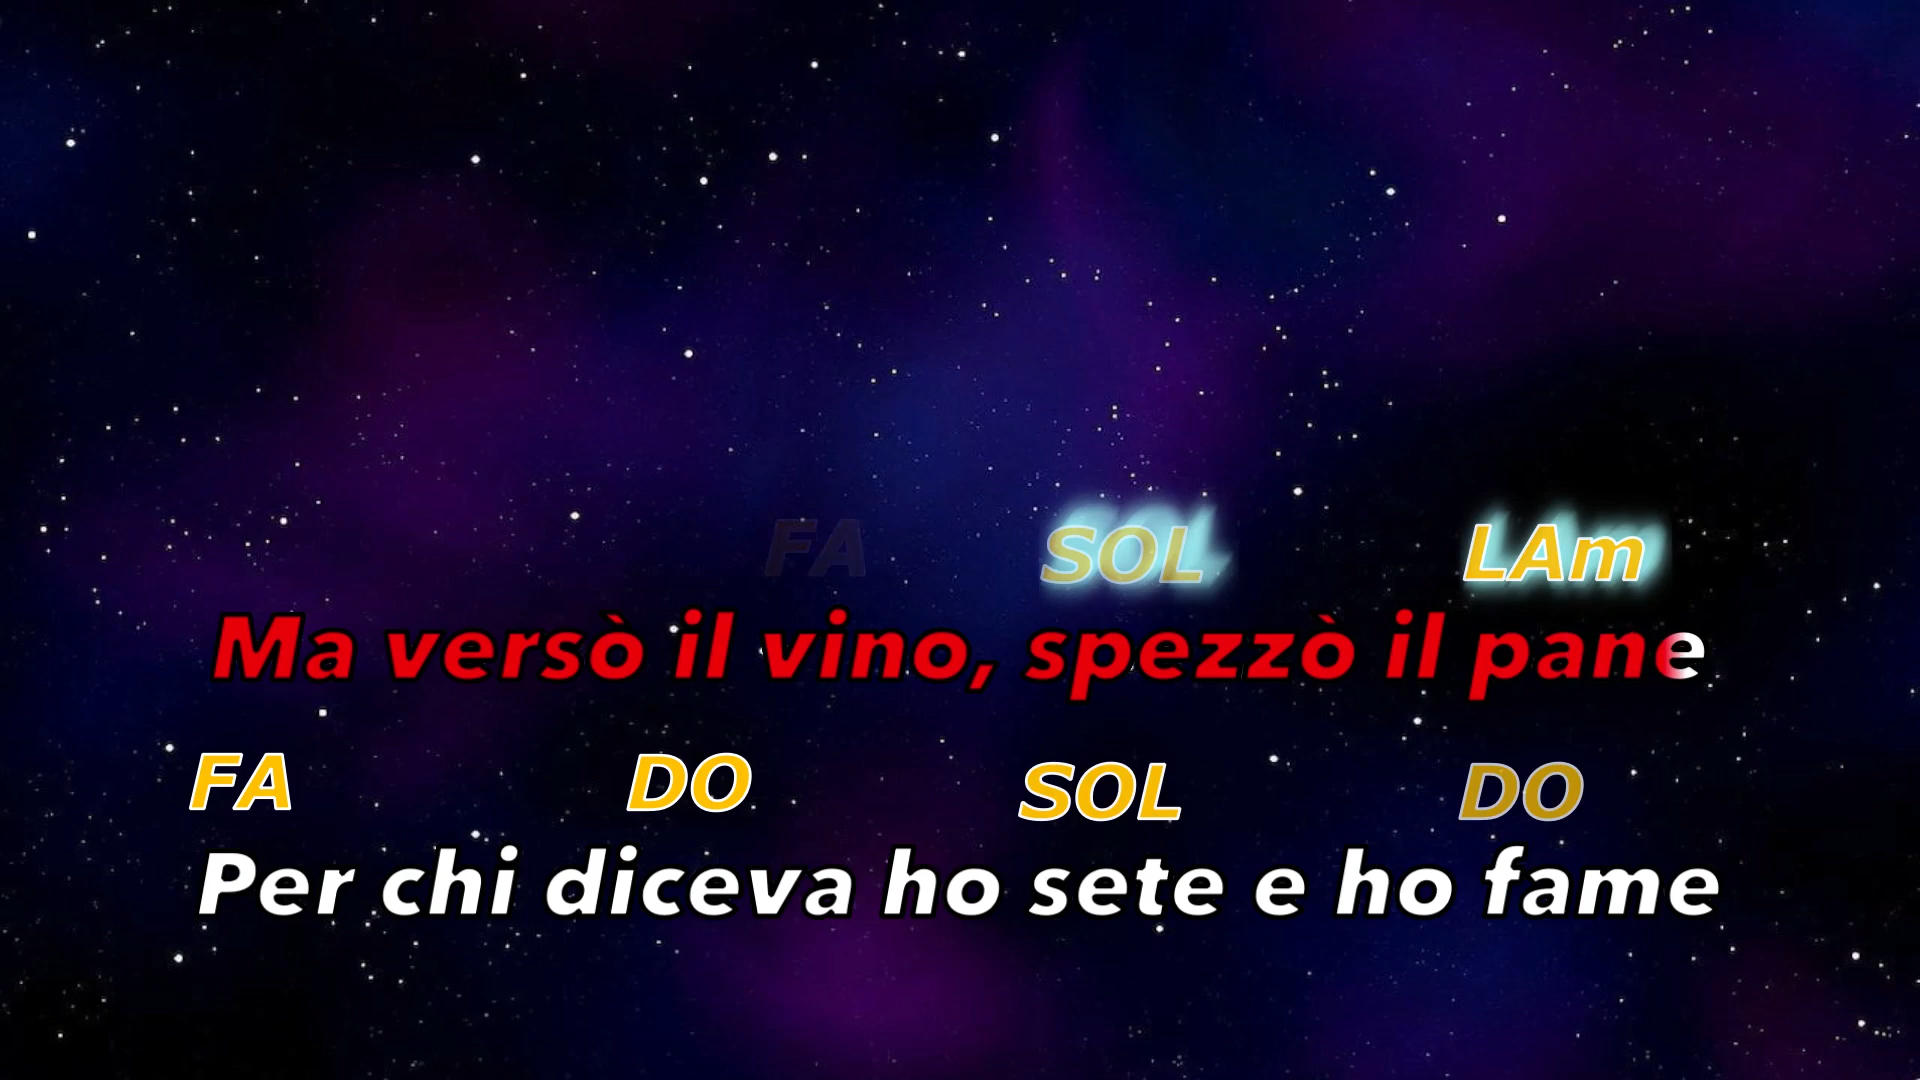 FA SOL LAm
Ma versò il vino, spezzò il pane
FA DO SOL DO
Per chi diceva ho sete e ho fame